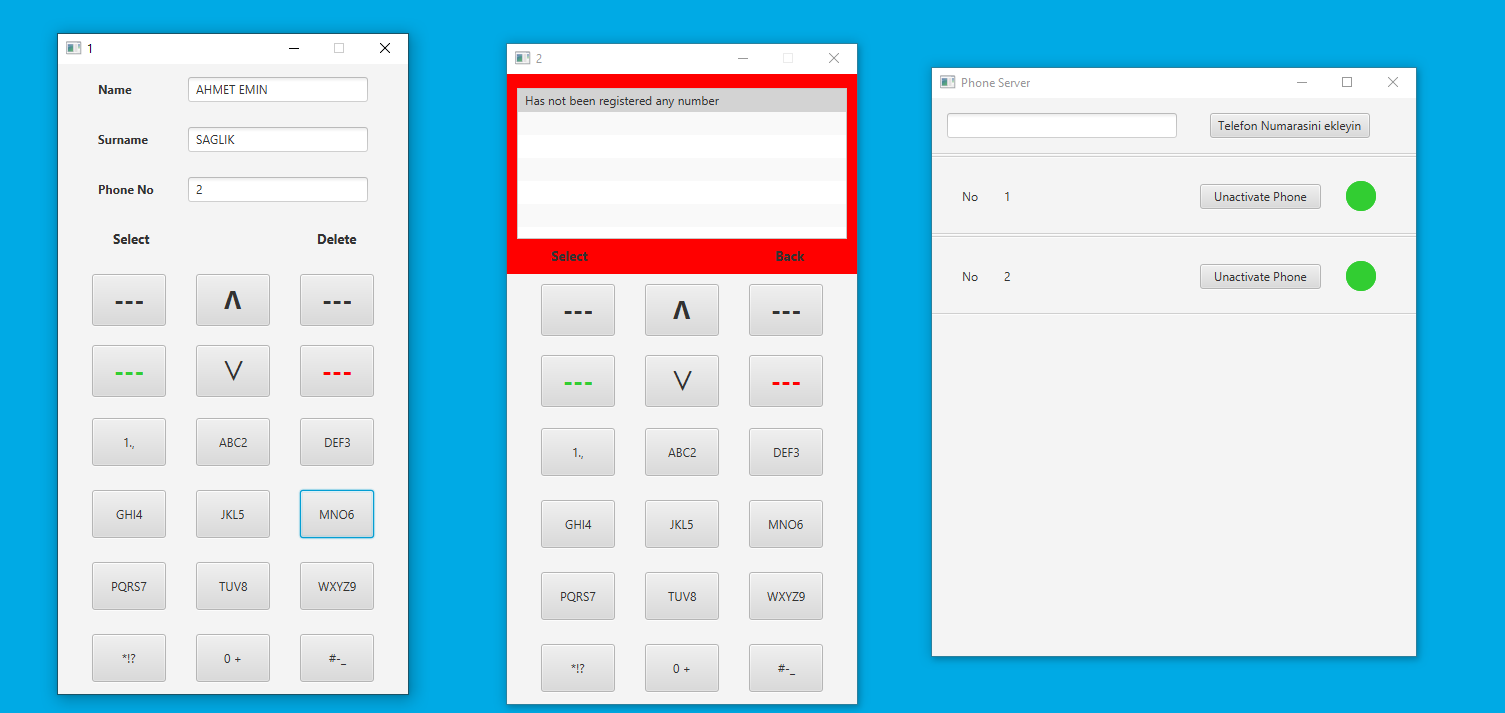 1
Name AHMET EMIN
Surname SAGLIK
Phone No 2
Select Delete
--- Λ ---
--- V ---
1., ABC2 DEF3
GHI4 JKL5 MNO6
PQRS7 TUV8 WXYZ9
*!? 0 + #-_
2
Has not been registered any number
Select Back
--- Λ ---
--- V ---
1., ABC2 DEF3
GHI4 JKL5 MNO6
PQRS7 TUV8 WXYZ9
*!? 0 + #-_
Phone Server
Telefon Numarasini ekleyin
No 1 Unactivate Phone
No 2 Unactivate Phone